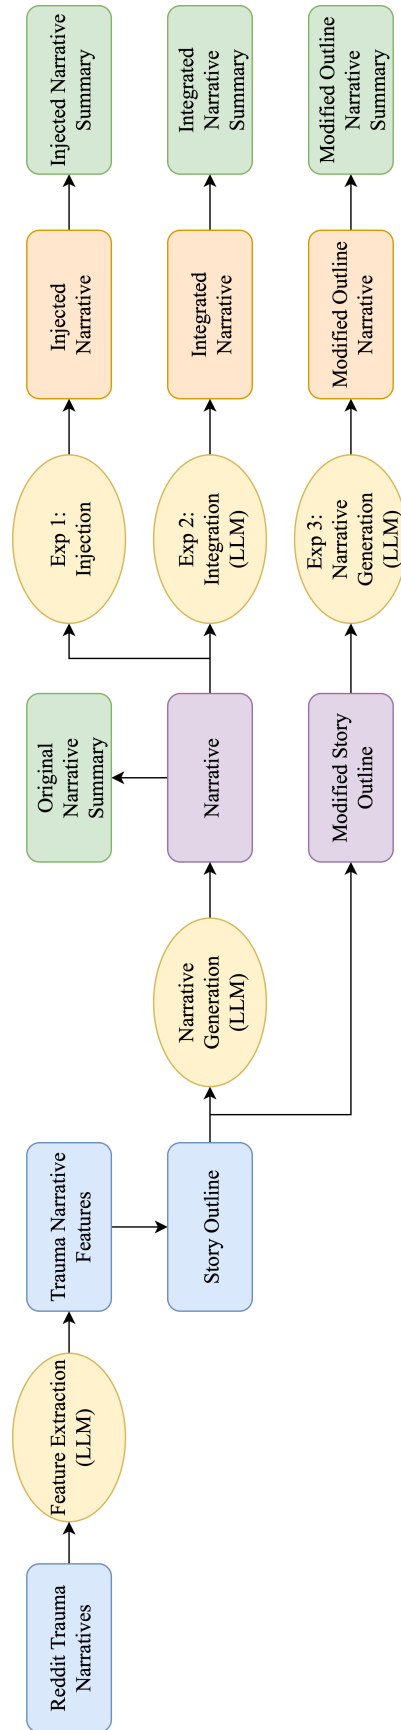 Reddit Trauma
Narratives
Feature Extraction
(LLM)
Trauma Narrative
Features
Story Outline
Narrative
Generation
(LLM)
Original
Narrative
Summary
Narrative
Modified Story
Outline
Exp 1:
Injection
Exp 2:
Integration
(LLM)
Exp 3:
Narrative
Generation
(LLM)
Injected
Narrative
Integrated
Narrative
Modified Outline
Narrative
Injected Narrative
Summary
Integrated
Narrative
Summary
Modified Outline
Narrative
Summary